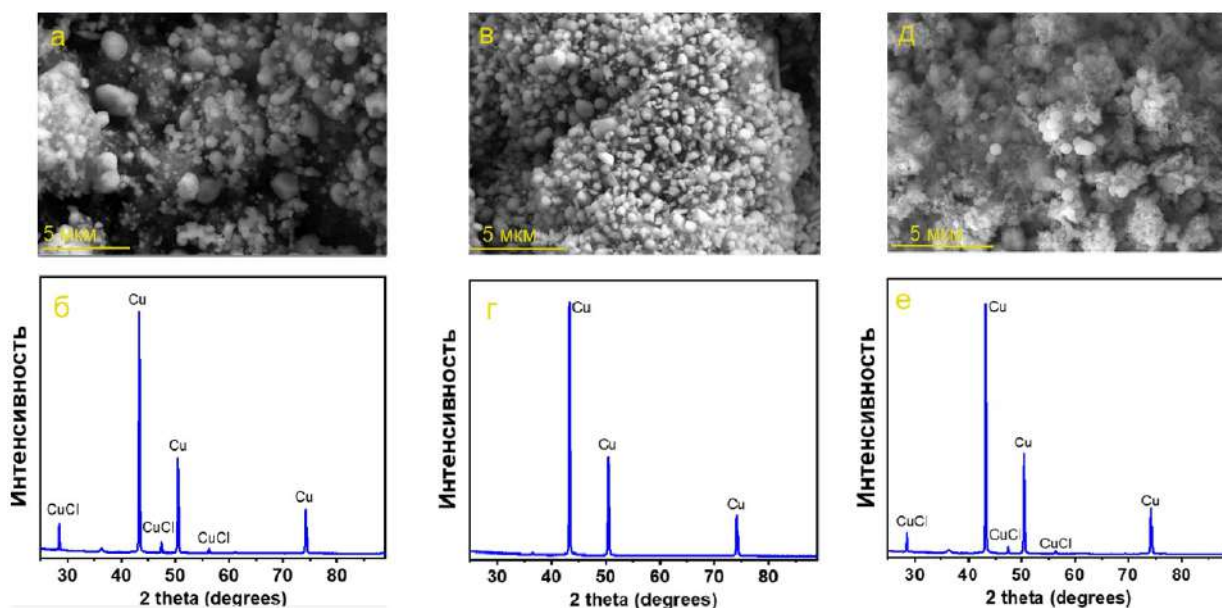 а
в
д
5 мкм
5 мкм
5 мкм
б
Интенсивность
CuCl
Cu
CuCl
Cu
CuCl
Cu
30 40 50 60 70 80
2 theta (degrees)
г
Интенсивность
Cu
Cu
Cu
30 40 50 60 70 80
2 theta (degrees)
е
Интенсивность
CuCl
Cu
CuCl
Cu
CuCl
Cu
30 40 50 60 70 80
2 theta (degrees)